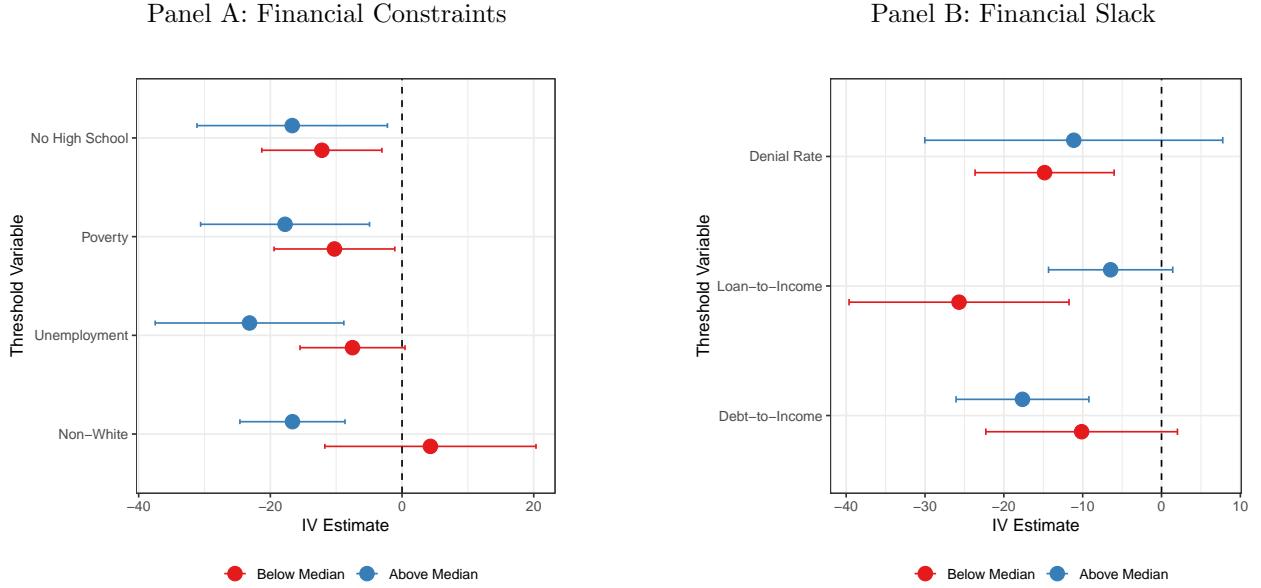 Panel A: Financial Constraints
Threshold Variable
No High School
Poverty
Unemployment
Non−White
−40 −20 0 20
IV Estimate
Below Median Above Median
Panel B: Financial Slack
Threshold Variable
Denial Rate
Loan−to−Income
Debt−to−Income
−40 −30 −20 −10 0 10
IV Estimate
Below Median Above Median